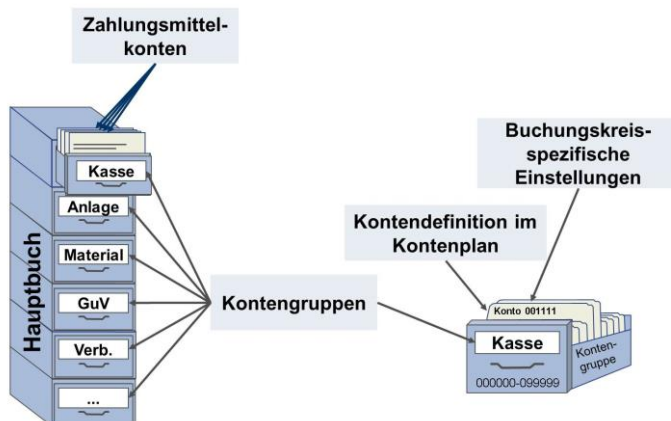 Zahlungsmittel-
konten
Kasse
Anlage
Material
GuV
Verb.
...
Hauptbuch
Kontengruppen
Buchungskreis-
spezifische
Einstellungen
Kontendefinition im
Kontenplan
Konto 001111
Kasse
000000-099999
Konten-
gruppe